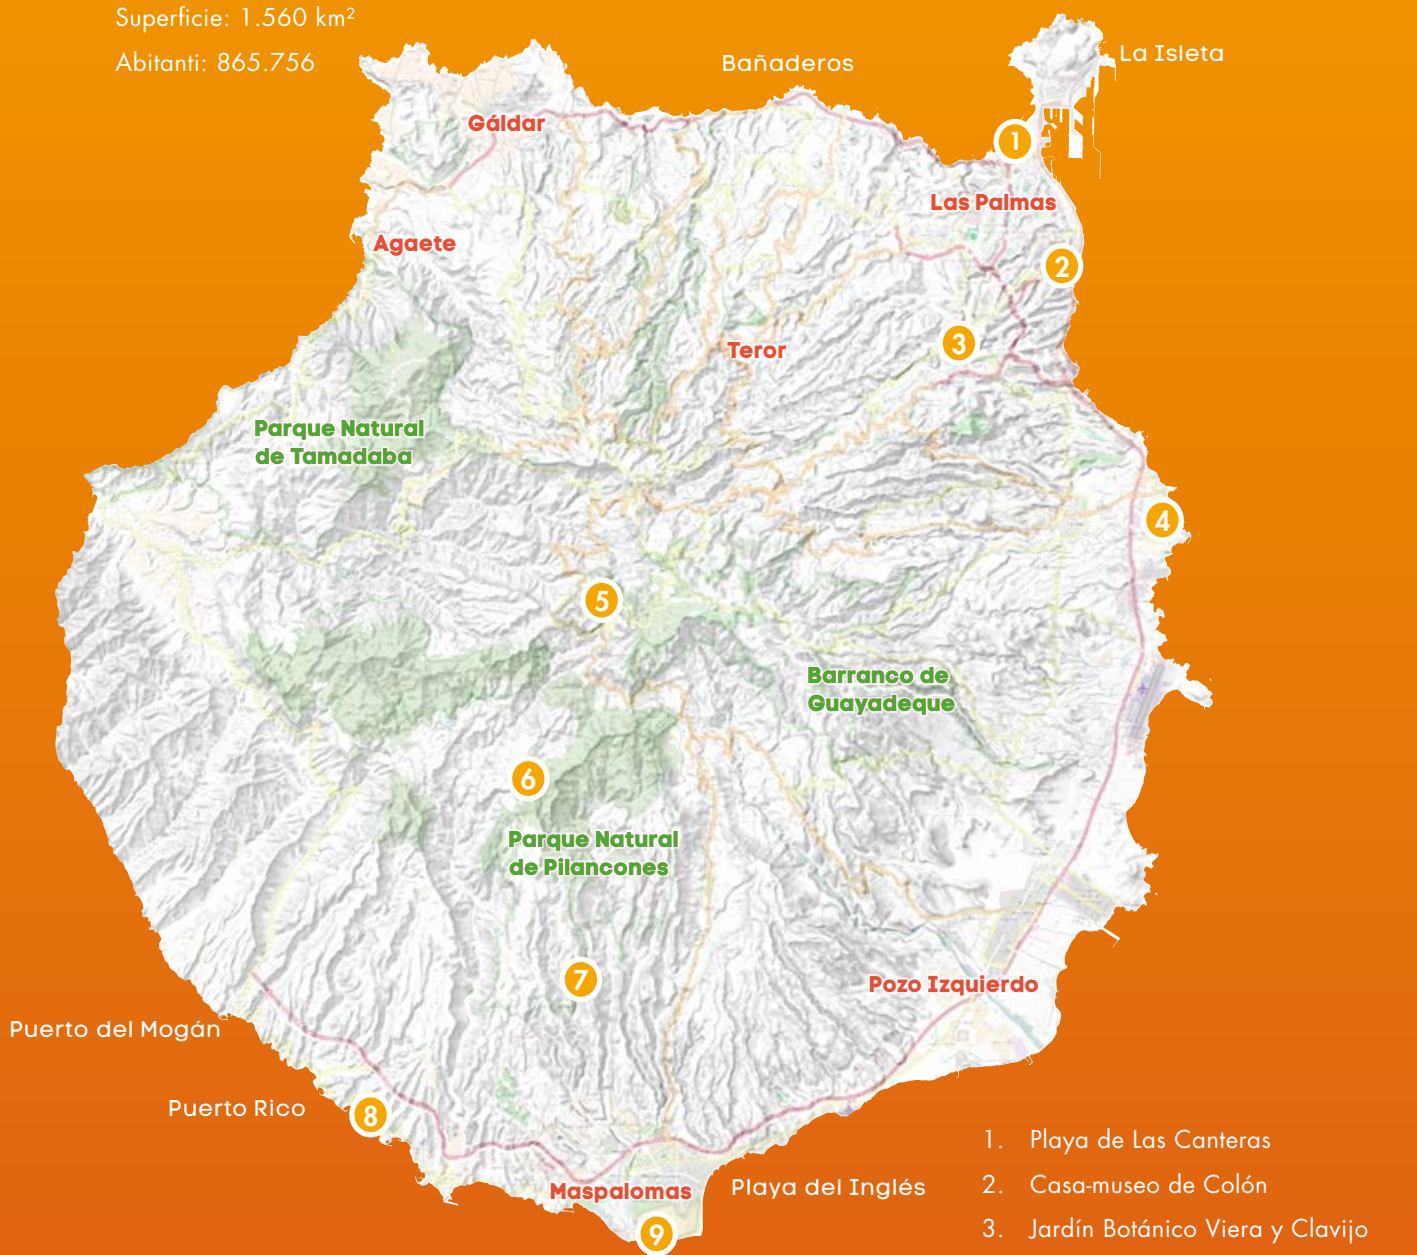 Superficie: 1.560 km²
Abitanti: 865.756
Bañaderos
La Isleta
Gáldar
1
Las Palmas
Agaete
2
Teror
3
Parque Natural
de Tamadaba
4
5
Barranco de
Guayadeque
6
Parque Natural
de Pilancones
7
Pozo Izquierdo
Puerto del Mogán
Puerto Rico
8
Maspalomas
Playa del Inglés
9
1. Playa de Las Canteras
2. Casa-museo de Colón
3. Jardín Botánico Viera y Clavijo